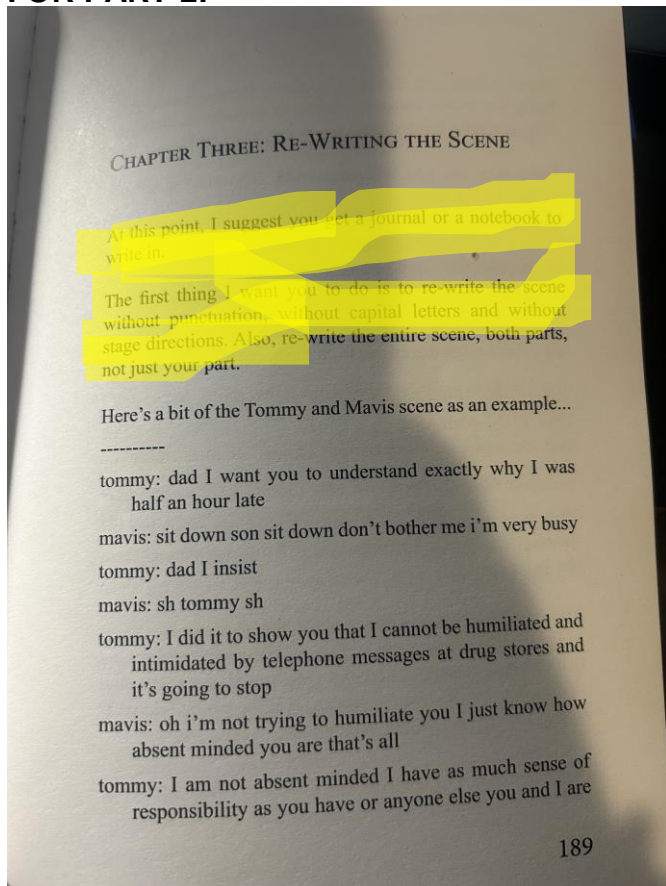 CHAPTER THREE: RE-WRITING THE SCENE
At this point, I suggest you get a journal or a notebook to
write in.
The first thing I want you to do is to re-write the scene
without punctuation, without capital letters and without
stage directions. Also, re-write the entire scene, both parts,
not just your part.
Here's a bit of the Tommy and Mavis scene as an example...
----------
tommy: dad I want you to understand exactly why I was
half an hour late
mavis: sit down son sit down don't bother me i'm very busy
tommy: dad I insist
mavis: sh tommy sh
tommy: I did it to show you that I cannot be humiliated and
intimidated by telephone messages at drug stores and
it's going to stop
mavis: oh i'm not trying to humiliate you I just know how
absent minded you are that's all
tommy: I am not absent minded I have as much sense of
responsibility as you have or anyone else you and I are
189